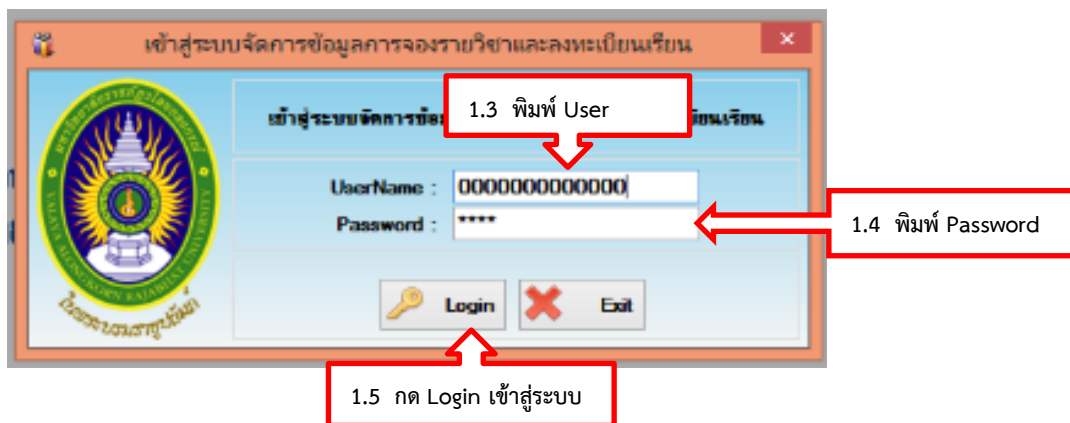 เข้าสู่ระบบจัดการข้อมูลการจองรายวิชาและลงทะเบียนเรียน
1.3 พิมพ์ User
เข้าสู่ระบบจัดการข้อ
บียนเรียน
UserName : 0000000000000
Password : ****
1.4 พิมพ์ Password
Login
Exit
1.5 กด Login เข้าสู่ระบบ